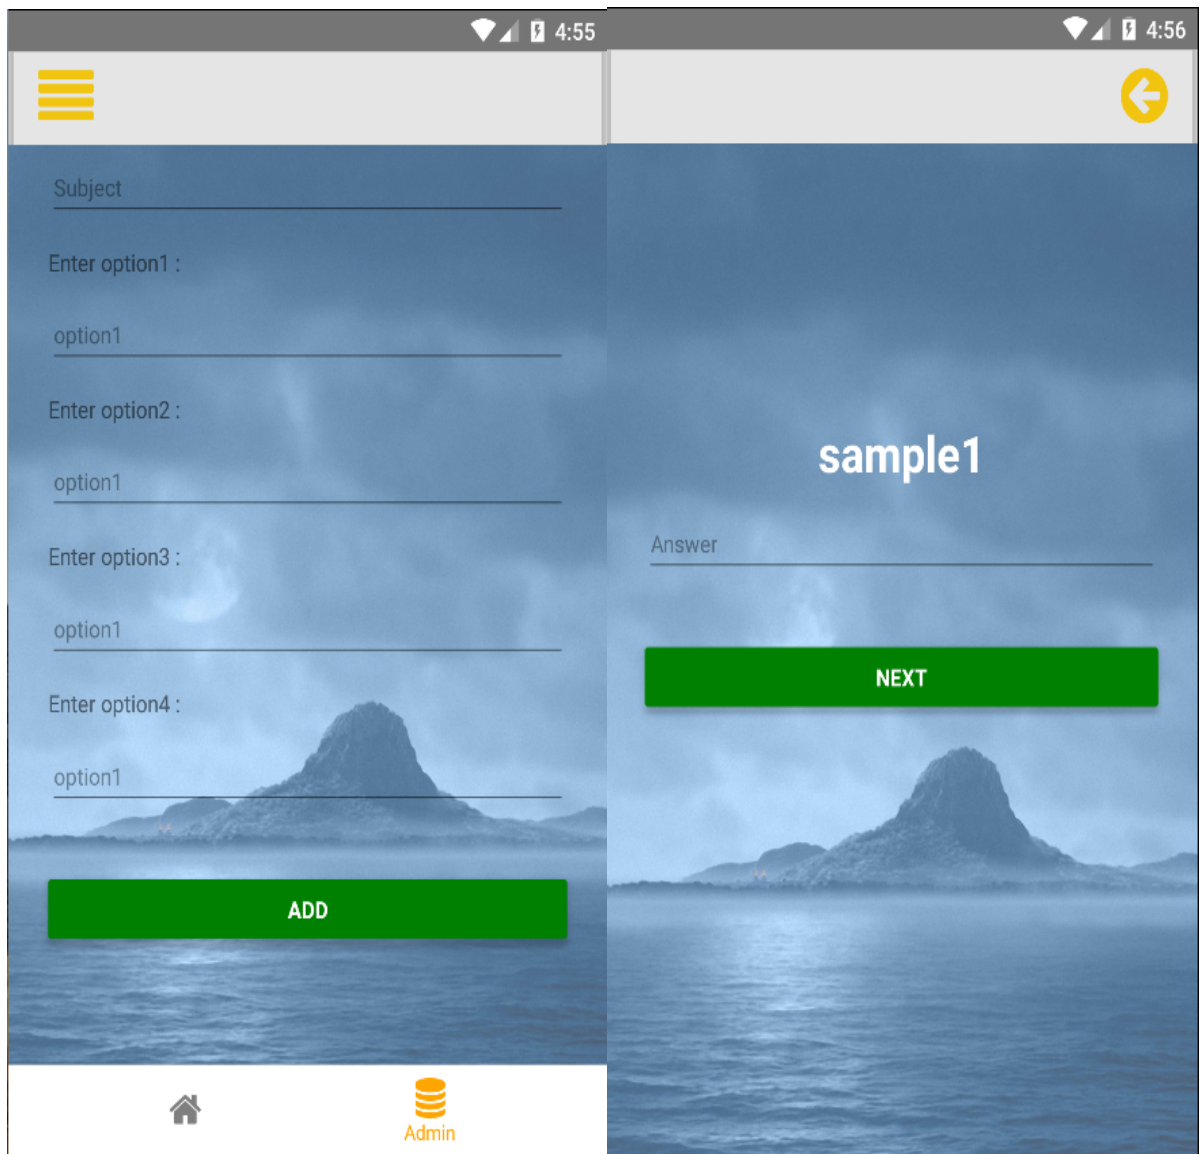 4:55
Subject
Enter option1 :
option1
Enter option2 :
option1
Enter option3 :
option1
Enter option4 :
option1
ADD
Admin
4:56
sample1
Answer
NEXT